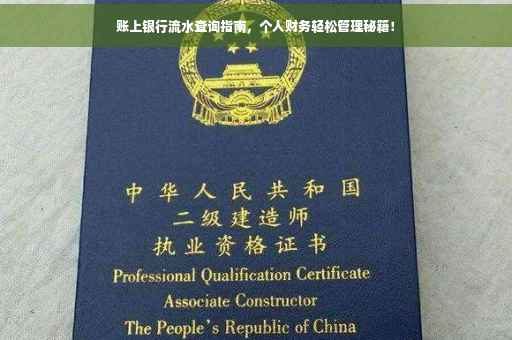 账上银行流水查询指南，个人财务轻松管理秘籍！
中华人民共和国
二级建造师
执业资格证书
Professional Qualification Certificate
Associate Constructor
The People's Republic of China